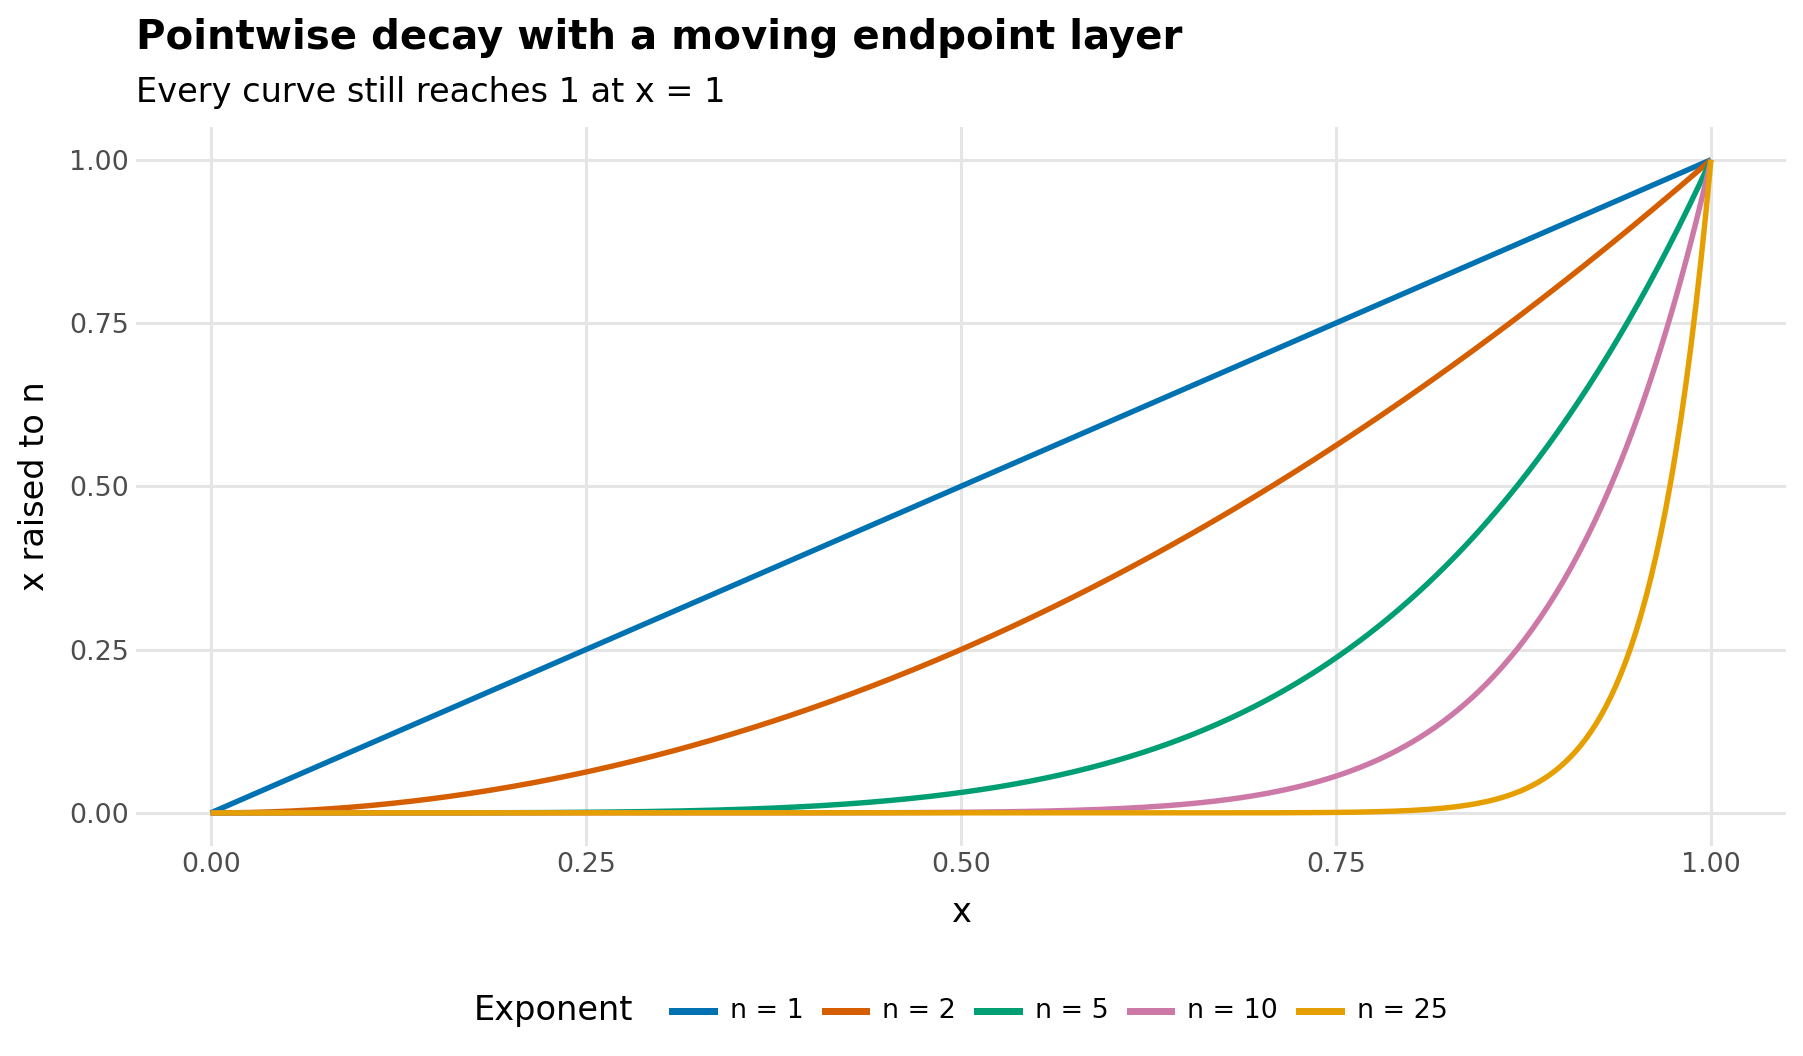 Pointwise decay with a moving endpoint layer
Every curve still reaches 1 at x = 1
x raised to n
1.00
0.75
0.50
0.25
0.00
0.00 0.25 0.50 0.75 1.00
x
Exponent n = 1 n = 2 n = 5 n = 10 n = 25